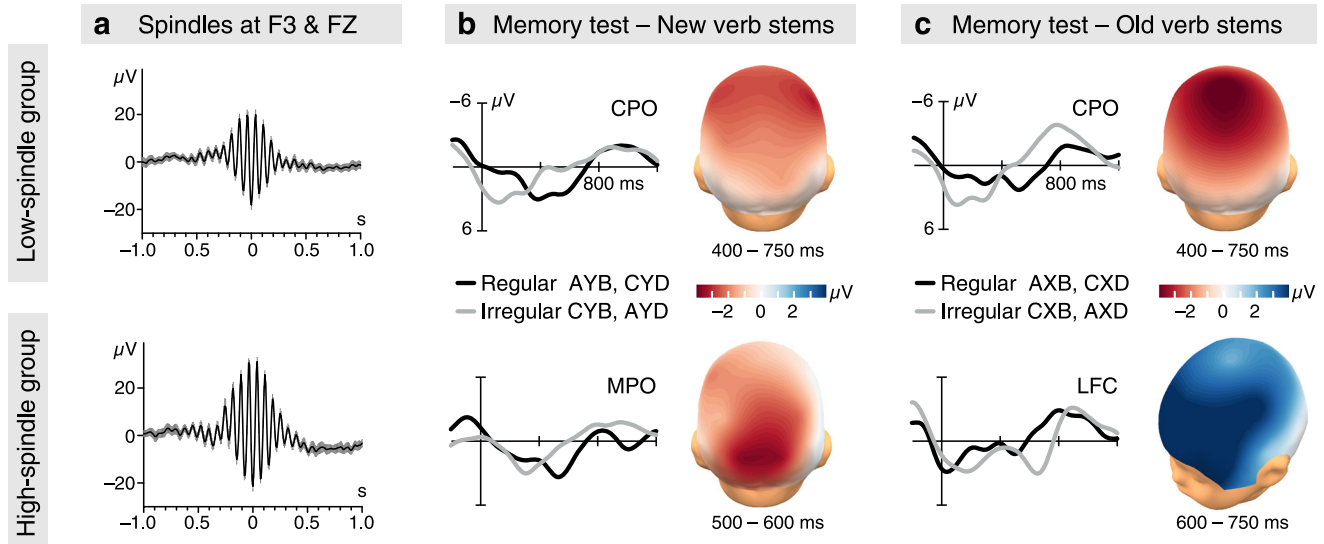 a Spindles at F3 & FZ
b Memory test – New verb stems
c Memory test – Old verb stems
Low-spindle group
µV
20
0
–20
s
–1.0 0.5 0 0.5 1.0
–6 µV
CPO
800 ms
6
400 – 750 ms
–6 µV
CPO
800 ms
6
400 – 750 ms
Regular AYB, CYD
Irregular CYB, AYD
–2 0 2 µV
Regular AXB, CXD
Irregular CXB, AXD
–2 0 2 µV
High-spindle group
µV
20
0
–20
s
–1.0 0.5 0 0.5 1.0
MPO
500 – 600 ms
LFC
600 – 750 ms